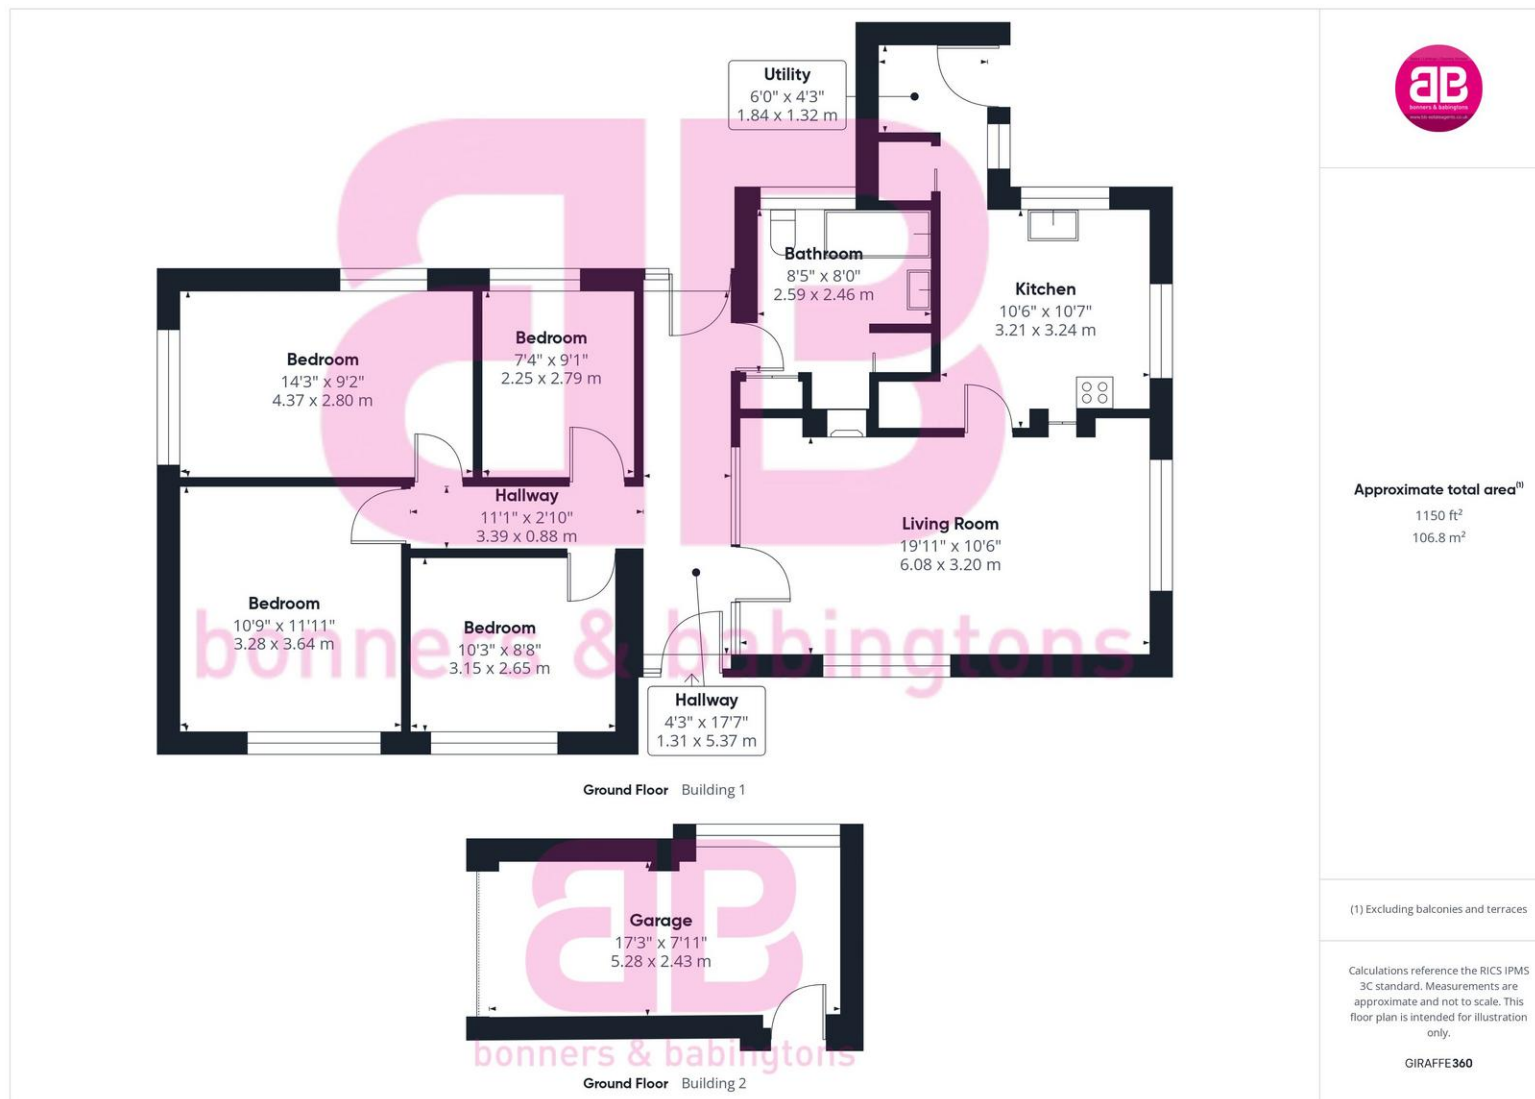 Utility
6'0" x 4'3"
1.84 x 1.32 m
Bathroom
8'5" x 8'0"
2.59 x 2.46 m
Kitchen
10'6" x 10'7"
3.21 x 3.24 m
Bedroom
14'3" x 9'2"
4.37 x 2.80 m
Bedroom
7'4" x 9'1"
2.25 x 2.79 m
Hallway
11'1" x 2'10"
3.39 x 0.88 m
Living Room
19'11" x 10'6"
6.08 x 3.20 m
Bedroom
10'9" x 11'11"
3.28 x 3.64 m
Bedroom
10'3" x 8'8"
3.15 x 2.65 m
bonners & babingtons
Hallway
4'3" x 17'7"
1.31 x 5.37 m
Ground Floor Building 1
Garage
17'3" x 7'11"
5.28 x 2.43 m
bonners & babingtons
Ground Floor Building 2
bonners & babingtons
Approximate total area(1)
1150 ft²
106.8 m²
(1) Excluding balconies and terraces
Calculations reference the RICS IPMS
3C standard. Measurements are
approximate and not to scale. This
floor plan is intended for illustration
only.
GIRAFFE360